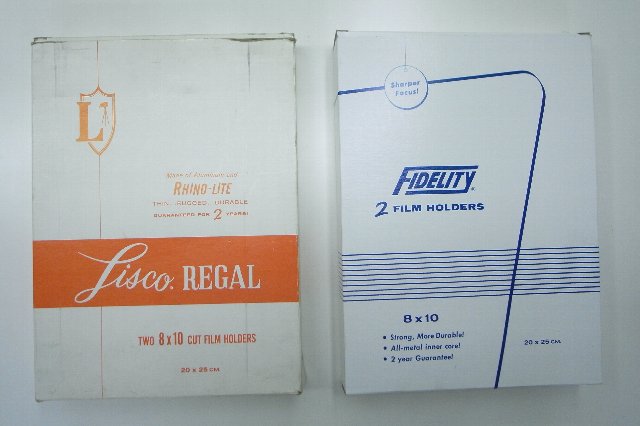 L
Made of Aluminum and
RHINO-LITE
THIN, RUGGED, DURABLE
GUARANTEED FOR 2 YEARS!
Lisco. REGAL
TWO 8 x 10 CUT FILM HOLDERS
20 x 25 CM.
Sharper
Focus!
FIDELITY
2 FILM HOLDERS
8 x 10
• Strong, More Durable!
• All-metal inner core!
• 2 year Guarantee!
20 x 25 CM.